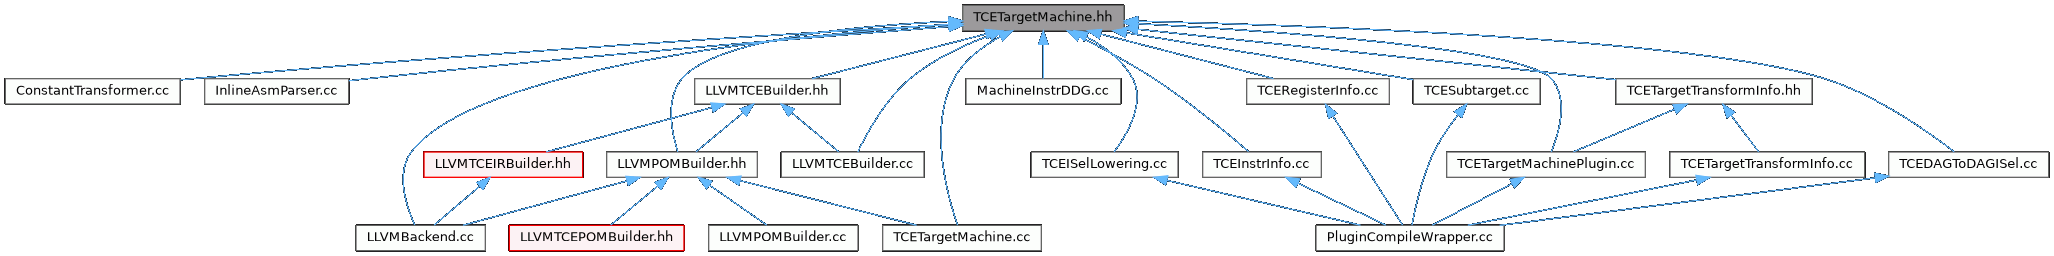 TCETargetMachine.hh
ConstantTransformer.cc
InlineAsmParser.cc
LLVMTCEBuilder.hh
MachineInstrDDG.cc
TCERegisterInfo.cc
TCESubtarget.cc
TCETargetTransformInfo.hh
LLVMTCEIRBuilder.hh
LLVMPOMBuilder.hh
LLVMTCEBuilder.cc
TCEISelLowering.cc
TCEInstrInfo.cc
TCETargetMachinePlugin.cc
TCETargetTransformInfo.cc
TCEDAGToDAGISel.cc
LLVMBackend.cc
LLVMTCEPOMBuilder.hh
LLVMPOMBuilder.cc
TCETargetMachine.cc
PluginCompileWrapper.cc